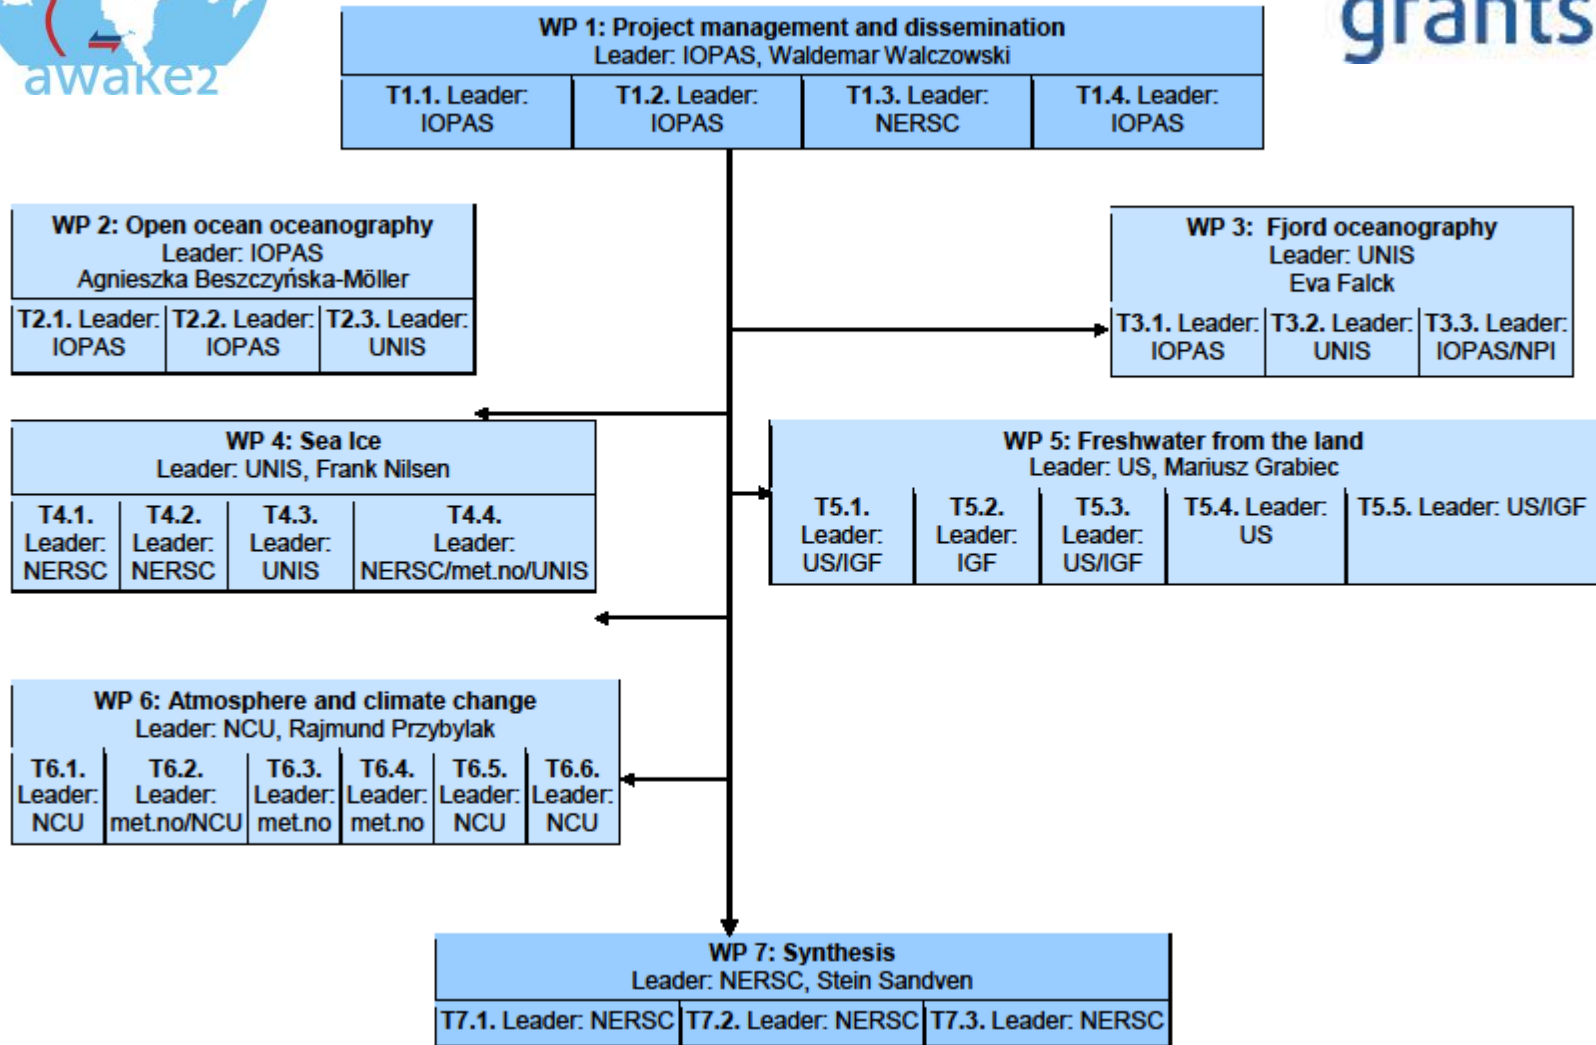 awake2
grants
WP 1: Project management and dissemination
Leader: IOPAS, Waldemar Walczowski
T1.1. Leader:
IOPAS
T1.2. Leader:
IOPAS
T1.3. Leader:
NERSC
T1.4. Leader:
IOPAS
WP 2: Open ocean oceanography
Leader: IOPAS
Agnieszka Beszczyńska-Möller
T2.1. Leader:
IOPAS
T2.2. Leader:
IOPAS
T2.3. Leader:
UNIS
WP 3: Fjord oceanography
Leader: UNIS
Eva Falck
T3.1. Leader:
IOPAS
T3.2. Leader:
UNIS
T3.3. Leader:
IOPAS/NPI
WP 4: Sea Ice
Leader: UNIS, Frank Nilsen
T4.1.
Leader:
NERSC
T4.2.
Leader:
NERSC
T4.3.
Leader:
UNIS
T4.4.
Leader:
NERSC/met.no/UNIS
WP 5: Freshwater from the land
Leader: US, Mariusz Grabiec
T5.1.
Leader:
US/IGF
T5.2.
Leader:
IGF
T5.3.
Leader:
US/IGF
T5.4. Leader:
US
T5.5. Leader: US/IGF
WP 6: Atmosphere and climate change
Leader: NCU, Rajmund Przybylak
T6.1.
Leader:
NCU
T6.2.
Leader:
met.no/NCU
T6.3.
Leader:
met.no
T6.4.
Leader:
met.no
T6.5.
Leader:
NCU
T6.6.
Leader:
NCU
WP 7: Synthesis
Leader: NERSC, Stein Sandven
T7.1. Leader: NERSC
T7.2. Leader: NERSC
T7.3. Leader: NERSC